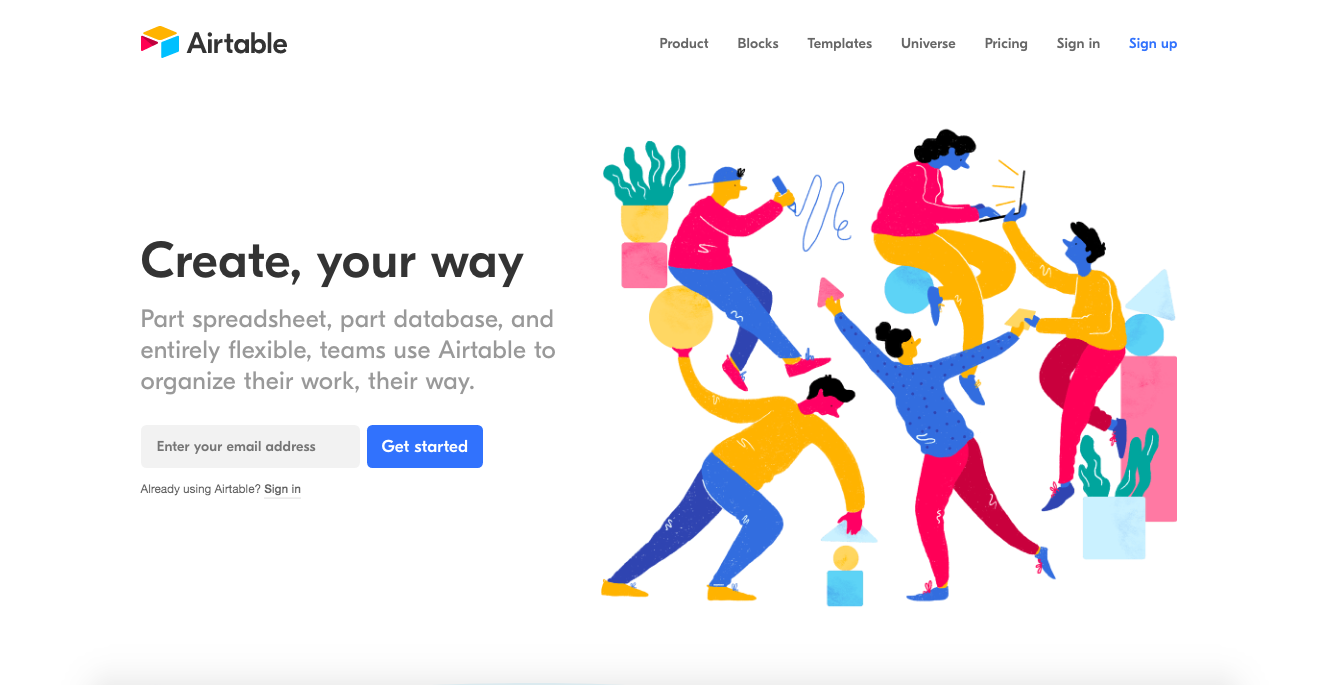 Airtable
Product Blocks Templates Universe Pricing Sign in Sign up
Create, your way
Part spreadsheet, part database, and
entirely flexible, teams use Airtable to
organize their work, their way.
Enter your email address Get started
Already using Airtable? Sign in